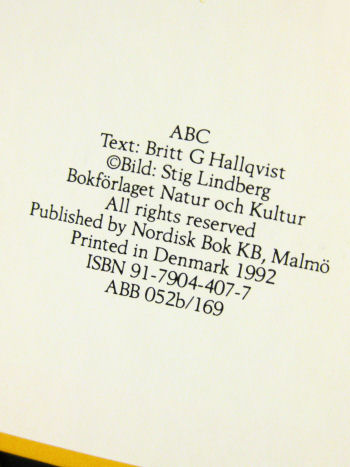 ABC
Text: Britt G Hallqvist
©Bild: Stig Lindberg
Bokförlaget Natur och Kultur
All rights reserved
Published by Nordisk Bok KB, Malmö
Printed in Denmark 1992
ISBN 91-7904-407-7
ABB 052b/169